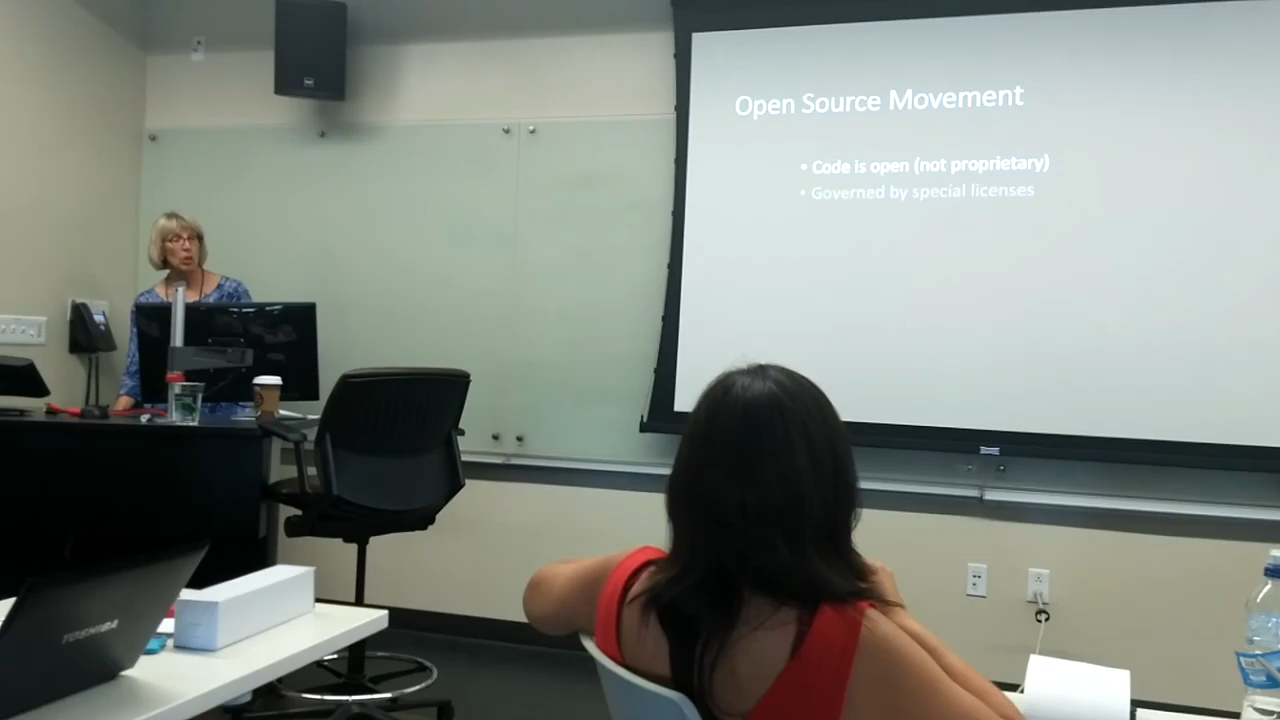 Open Source Movement
• Code is open (not proprietary)
• Governed by special licenses
TOSHIBA